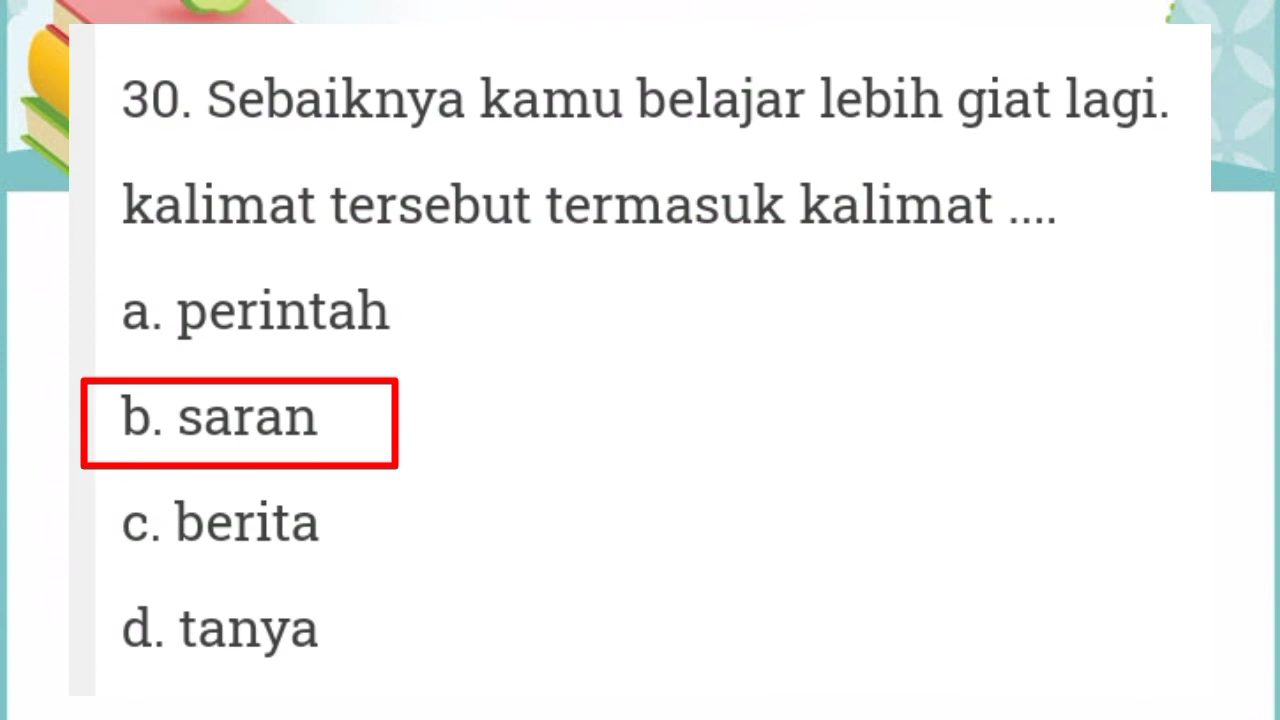 30. Sebaiknya kamu belajar lebih giat lagi.
kalimat tersebut termasuk kalimat ....
a. perintah
b. saran
c. berita
d. tanya